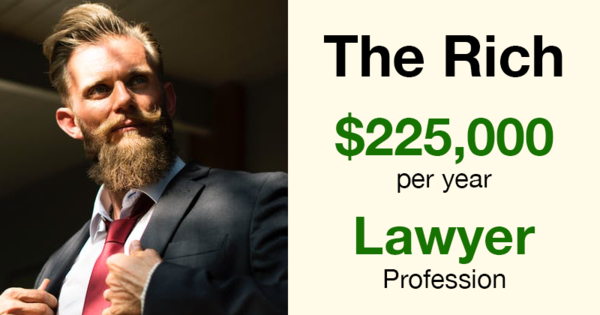 The Rich
$225,000
per year
Lawyer
Profession